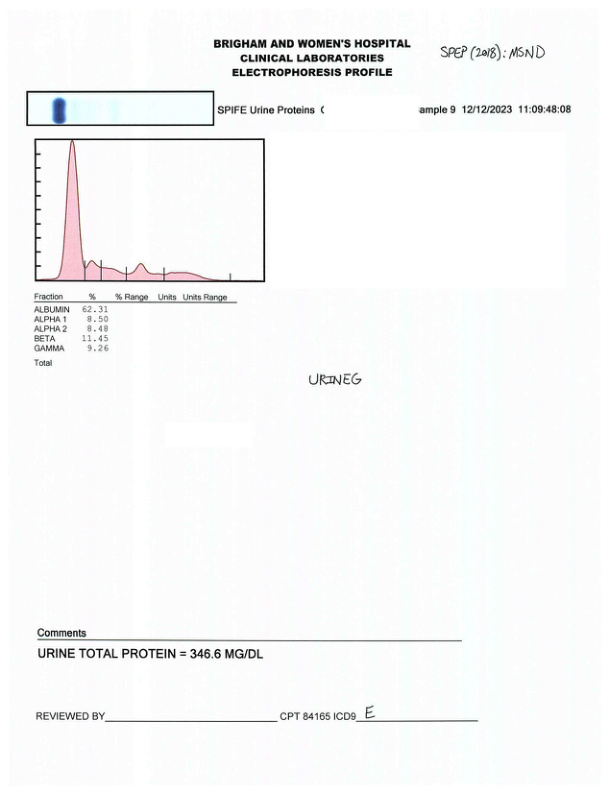 BRIGHAM AND WOMEN'S HOSPITAL
CLINICAL LABORATORIES
ELECTROPHORESIS PROFILE
SPEP (2018): MSND
SPIFE Urine Proteins ample 9 12/12/2023 11:09:48:08
Fraction % % Range Units Units Range
ALBUMIN 62.31
ALPHA 1 8.50
ALPHA 2 8.48
BETA 11.45
GAMMA 9.26
Total
URINEG
Comments
URINE TOTAL PROTEIN = 346.6 MG/DL
REVIEWED BY CPT 84165 ICD9 E